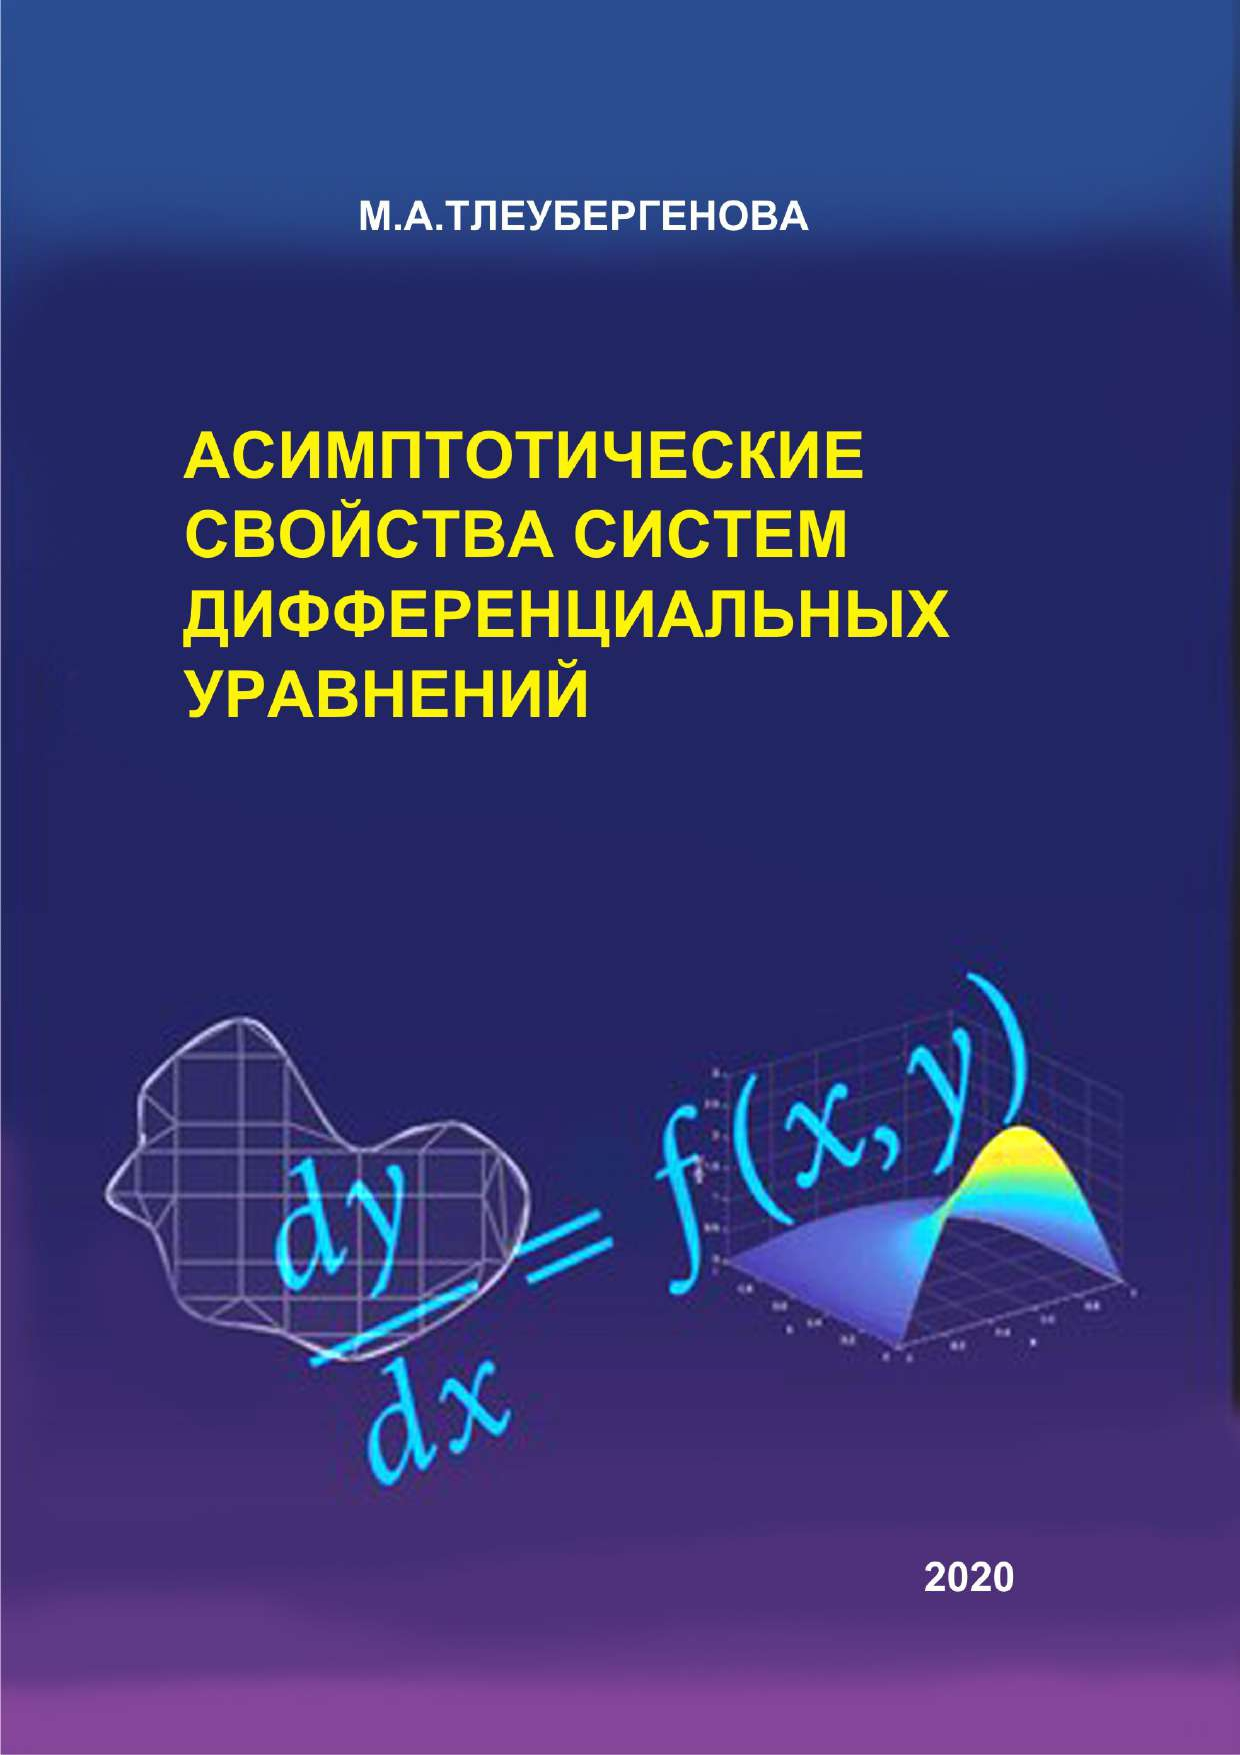 М.А.ТЛЕУБЕРГЕНОВА
АСИМПТОТИЧЕСКИЕ
СВОЙСТВА СИСТЕМ
ДИФФЕРЕНЦИАЛЬНЫХ
УРАВНЕНИЙ
dy
dx
=
f(x,y)
2020